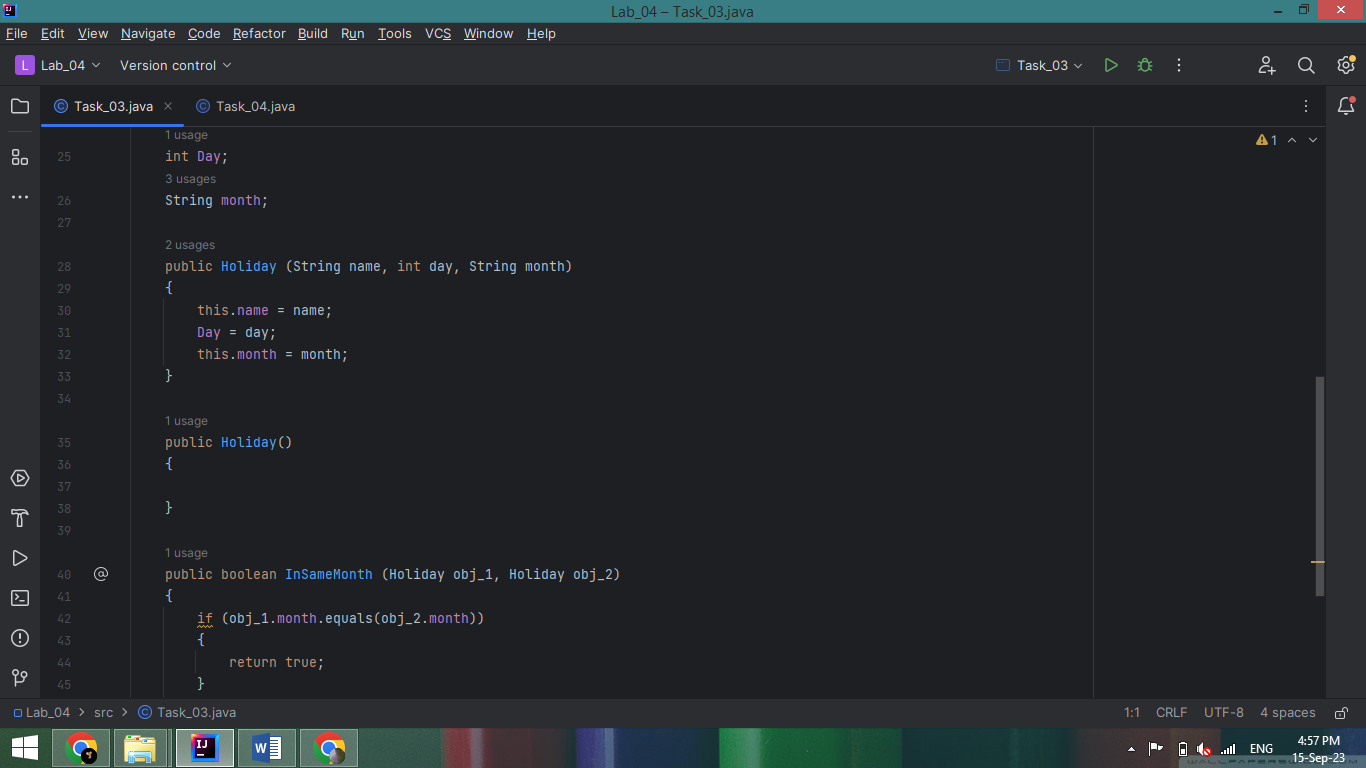 Lab_04 – Task_03.java
File Edit View Navigate Code Refactor Build Run Tools VCS Window Help
L Lab_04 Version control Task_03
Task_03.java Task_04.java
1 usage
1
25 int Day;
3 usages
26 String month;
27
2 usages
28 public Holiday (String name, int day, String month)
29 {
30 this.name = name;
31 Day = day;
32 this.month = month;
33 }
34
1 usage
35 public Holiday()
36 {
37
38 }
39
1 usage
40 @ public boolean InSameMonth (Holiday obj_1, Holiday obj_2)
41 {
42 if (obj_1.month.equals(obj_2.month))
43 {
44 return true;
45 }
Lab_04 > src > Task_03.java 1:1 CRLF UTF-8 4 spaces
ENG 4:57 PM
15-Sep-23